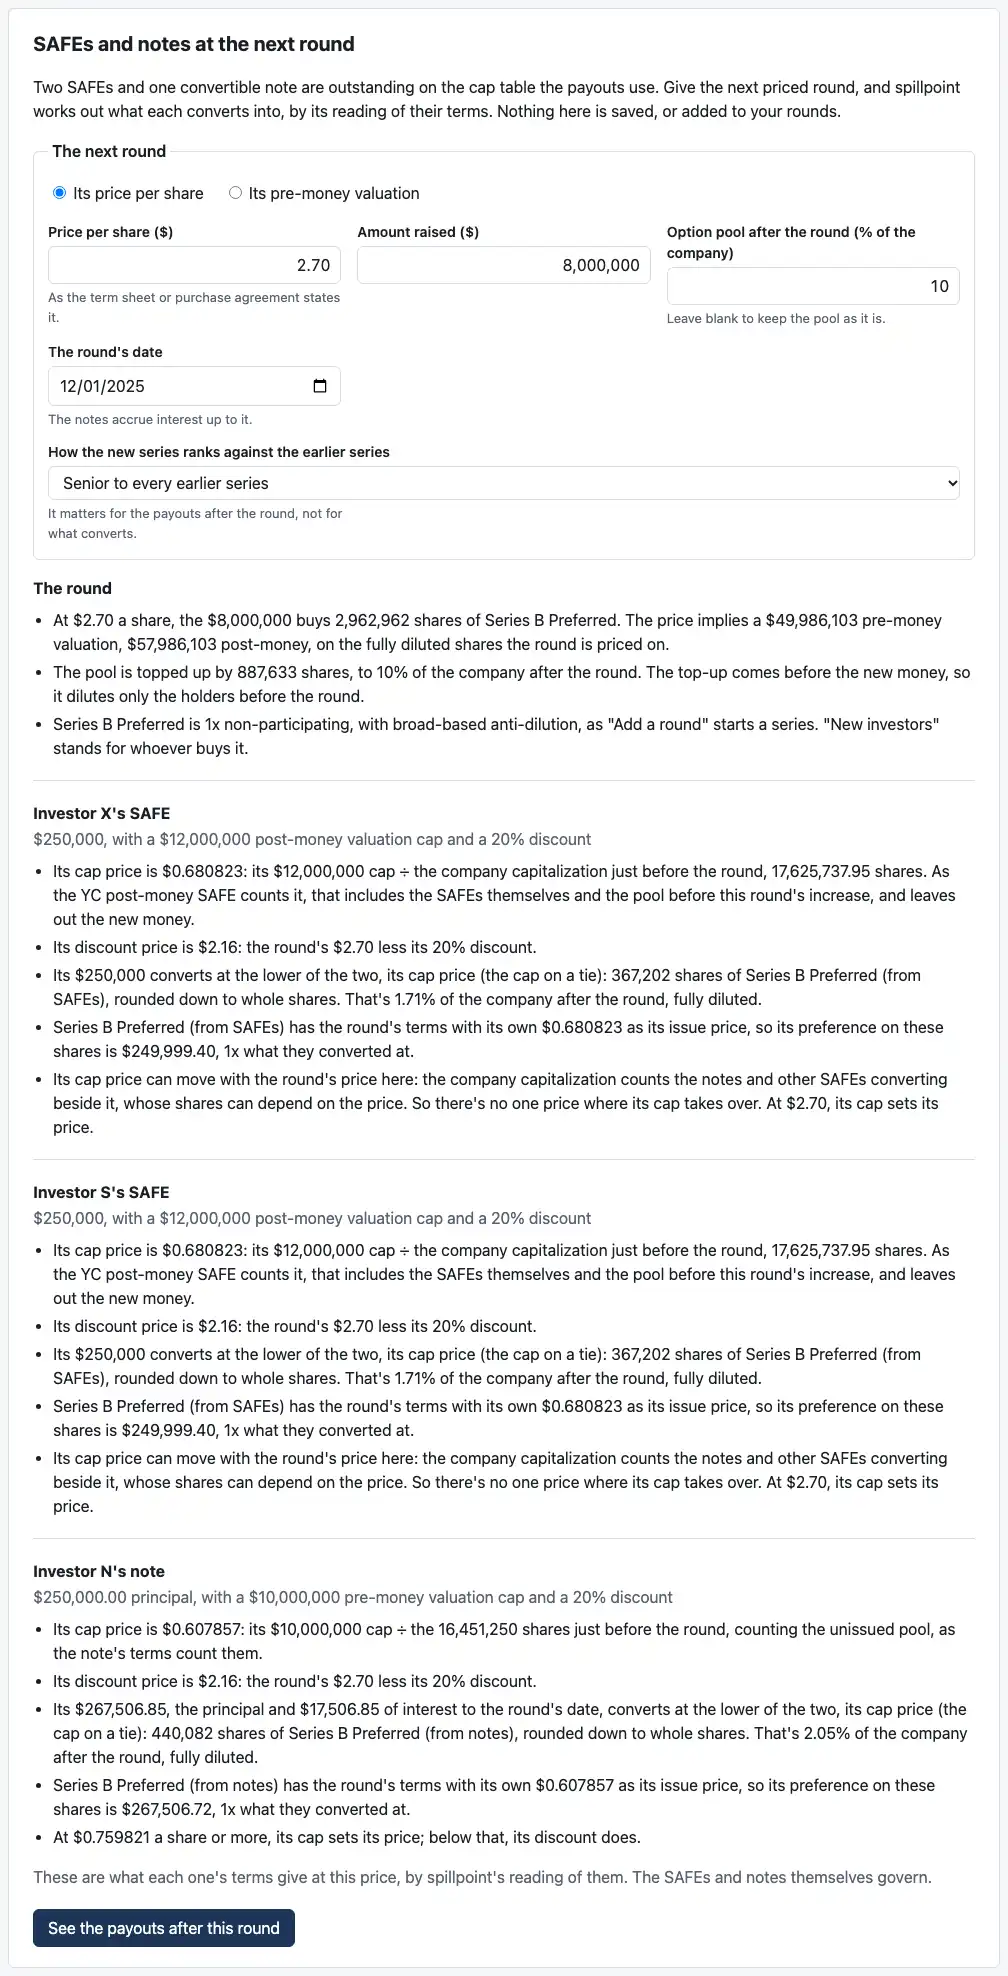 SAFEs and notes at the next round
Two SAFEs and one convertible note are outstanding on the cap table the payouts use. Give the next priced round, and spillpoint
works out what each converts into, by its reading of their terms. Nothing here is saved, or added to your rounds.
The next round
Its price per share
Its pre-money valuation
Price per share ($)
2.70
As the term sheet or purchase agreement states
it.
Amount raised ($)
8,000,000
Option pool after the round (% of the
company)
10
Leave blank to keep the pool as it is.
The round's date
12/01/2025
The notes accrue interest up to it.
How the new series ranks against the earlier series
Senior to every earlier series
It matters for the payouts after the round, not for
what converts.
The round
• At $2.70 a share, the $8,000,000 buys 2,962,962 shares of Series B Preferred. The price implies a $49,986,103 pre-money
valuation, $57,986,103 post-money, on the fully diluted shares the round is priced on.
• The pool is topped up by 887,633 shares, to 10% of the company after the round. The top-up comes before the new money, so
it dilutes only the holders before the round.
• Series B Preferred is 1x non-participating, with broad-based anti-dilution, as "Add a round" starts a series. "New investors"
stands for whoever buys it.
Investor X's SAFE
$250,000, with a $12,000,000 post-money valuation cap and a 20% discount
• Its cap price is $0.680823: its $12,000,000 cap ÷ the company capitalization just before the round, 17,625,737.95 shares. As
the YC post-money SAFE counts it, that includes the SAFEs themselves and the pool before this round's increase, and leaves
out the new money.
• Its discount price is $2.16: the round's $2.70 less its 20% discount.
• Its $250,000 converts at the lower of the two, its cap price (the cap on a tie): 367,202 shares of Series B Preferred (from
SAFEs), rounded down to whole shares. That's 1.71% of the company after the round, fully diluted.
• Series B Preferred (from SAFEs) has the round's terms with its own $0.680823 as its issue price, so its preference on these
shares is $249,999.40, 1x what they converted at.
• Its cap price can move with the round's price here: the company capitalization counts the notes and other SAFEs converting
beside it, whose shares can depend on the price. So there's no one price where its cap takes over. At $2.70, its cap sets its
price.
Investor S's SAFE
$250,000, with a $12,000,000 post-money valuation cap and a 20% discount
• Its cap price is $0.680823: its $12,000,000 cap ÷ the company capitalization just before the round, 17,625,737.95 shares. As
the YC post-money SAFE counts it, that includes the SAFEs themselves and the pool before this round's increase, and leaves
out the new money.
• Its discount price is $2.16: the round's $2.70 less its 20% discount.
• Its $250,000 converts at the lower of the two, its cap price (the cap on a tie): 367,202 shares of Series B Preferred (from
SAFEs), rounded down to whole shares. That's 1.71% of the company after the round, fully diluted.
• Series B Preferred (from SAFEs) has the round's terms with its own $0.680823 as its issue price, so its preference on these
shares is $249,999.40, 1x what they converted at.
• Its cap price can move with the round's price here: the company capitalization counts the notes and other SAFEs converting
beside it, whose shares can depend on the price. So there's no one price where its cap takes over. At $2.70, its cap sets its
price.
Investor N's note
$250,000.00 principal, with a $10,000,000 pre-money valuation cap and a 20% discount
• Its cap price is $0.607857: its $10,000,000 cap ÷ the 16,451,250 shares just before the round, counting the unissued pool, as
the note's terms count them.
• Its discount price is $2.16: the round's $2.70 less its 20% discount.
• Its $267,506.85, the principal and $17,506.85 of interest to the round's date, converts at the lower of the two, its cap price (the
cap on a tie): 440,082 shares of Series B Preferred (from notes), rounded down to whole shares. That's 2.05% of the company
after the round, fully diluted.
• Series B Preferred (from notes) has the round's terms with its own $0.607857 as its issue price, so its preference on these
shares is $267,506.72, 1x what they converted at.
• At $0.759821 a share or more, its cap sets its price; below that, its discount does.
These are what each one's terms give at this price, by spillpoint's reading of them. The SAFEs and notes themselves govern.
See the payouts after this round